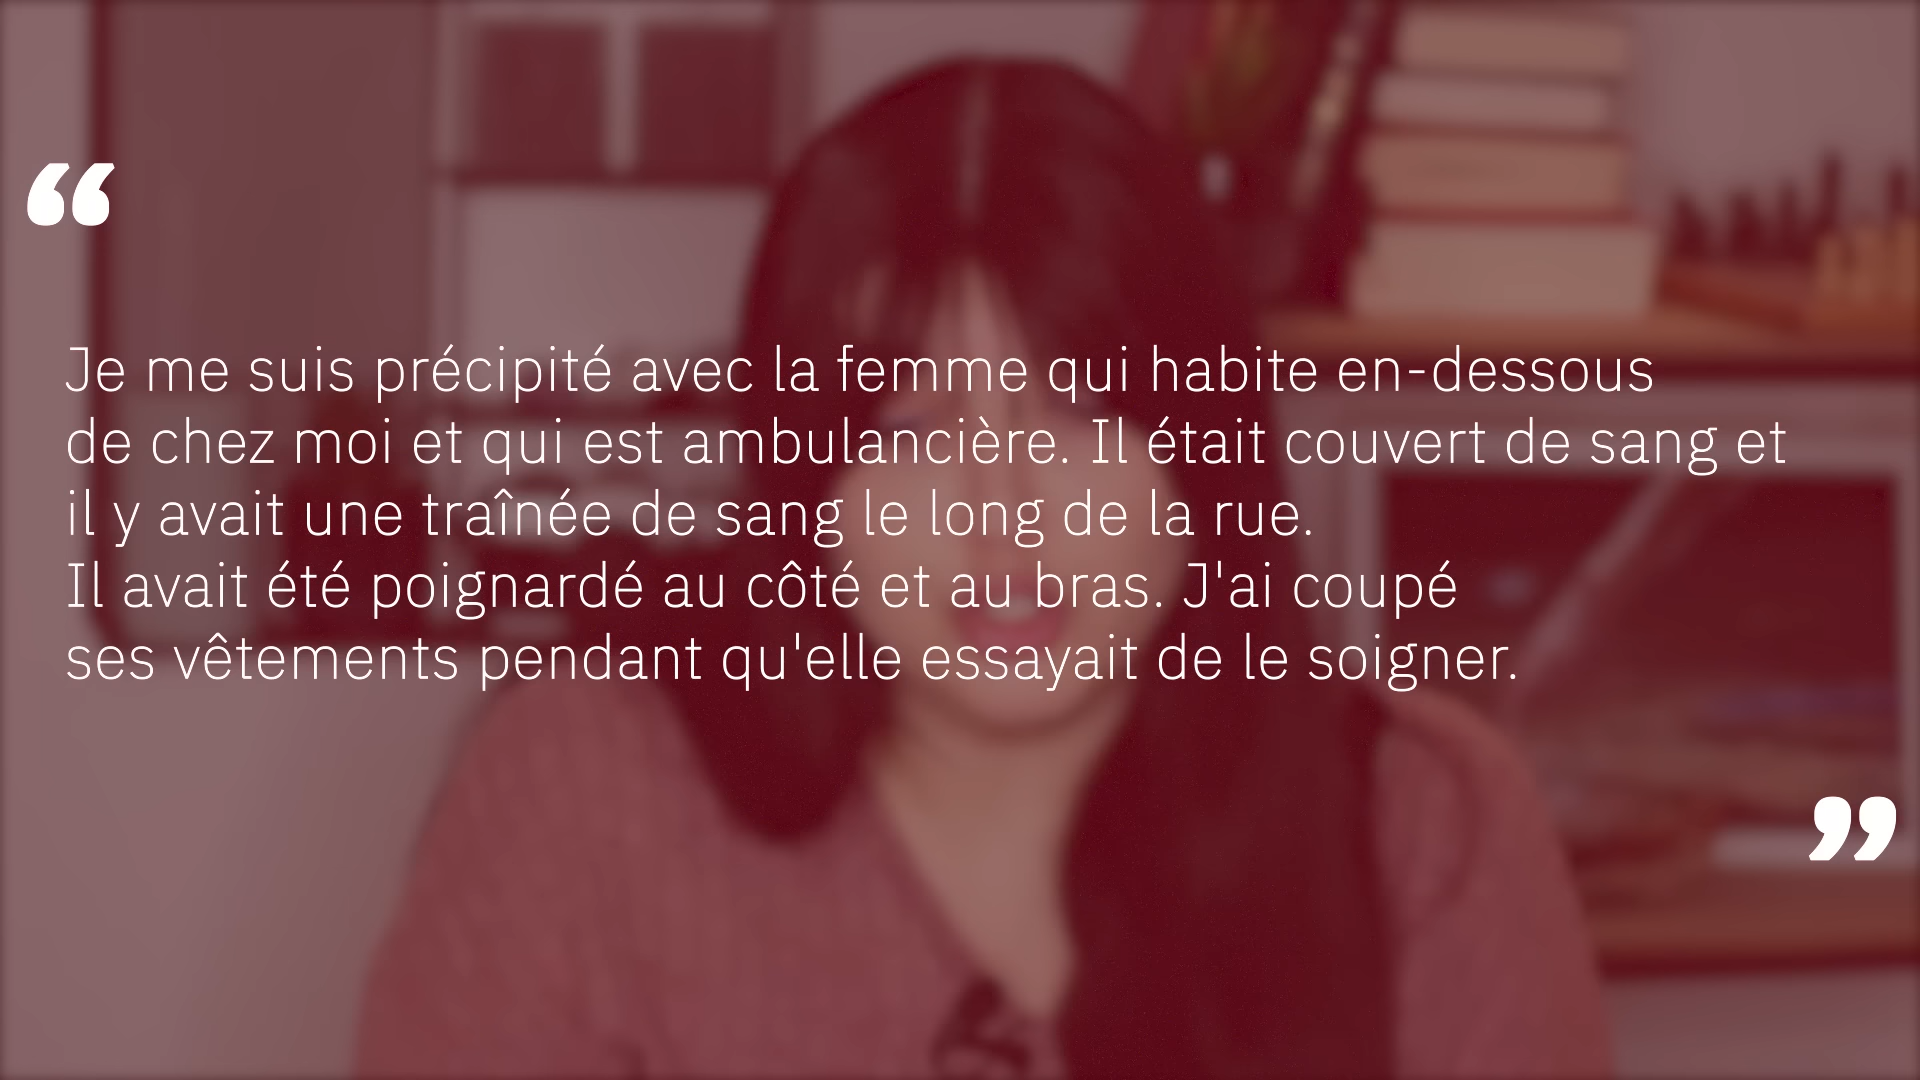 “
Je me suis précipité avec la femme qui habite en-dessous
de chez moi et qui est ambulancière. Il était couvert de sang et
il y avait une traînée de sang le long de la rue.
Il avait été poignardé au côté et au bras. J'ai coupé
ses vêtements pendant qu'elle essayait de le soigner.
”